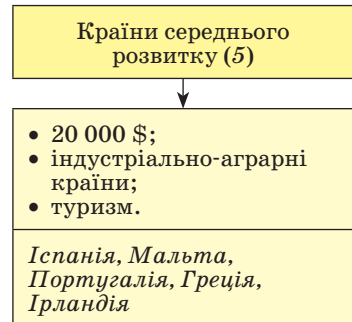 Країни середнього
розвитку (5)
• 20 000 $;
• індустріально-аграрні
країни;
• туризм.
Іспанія, Мальта,
Португалія, Греція,
Ірландія